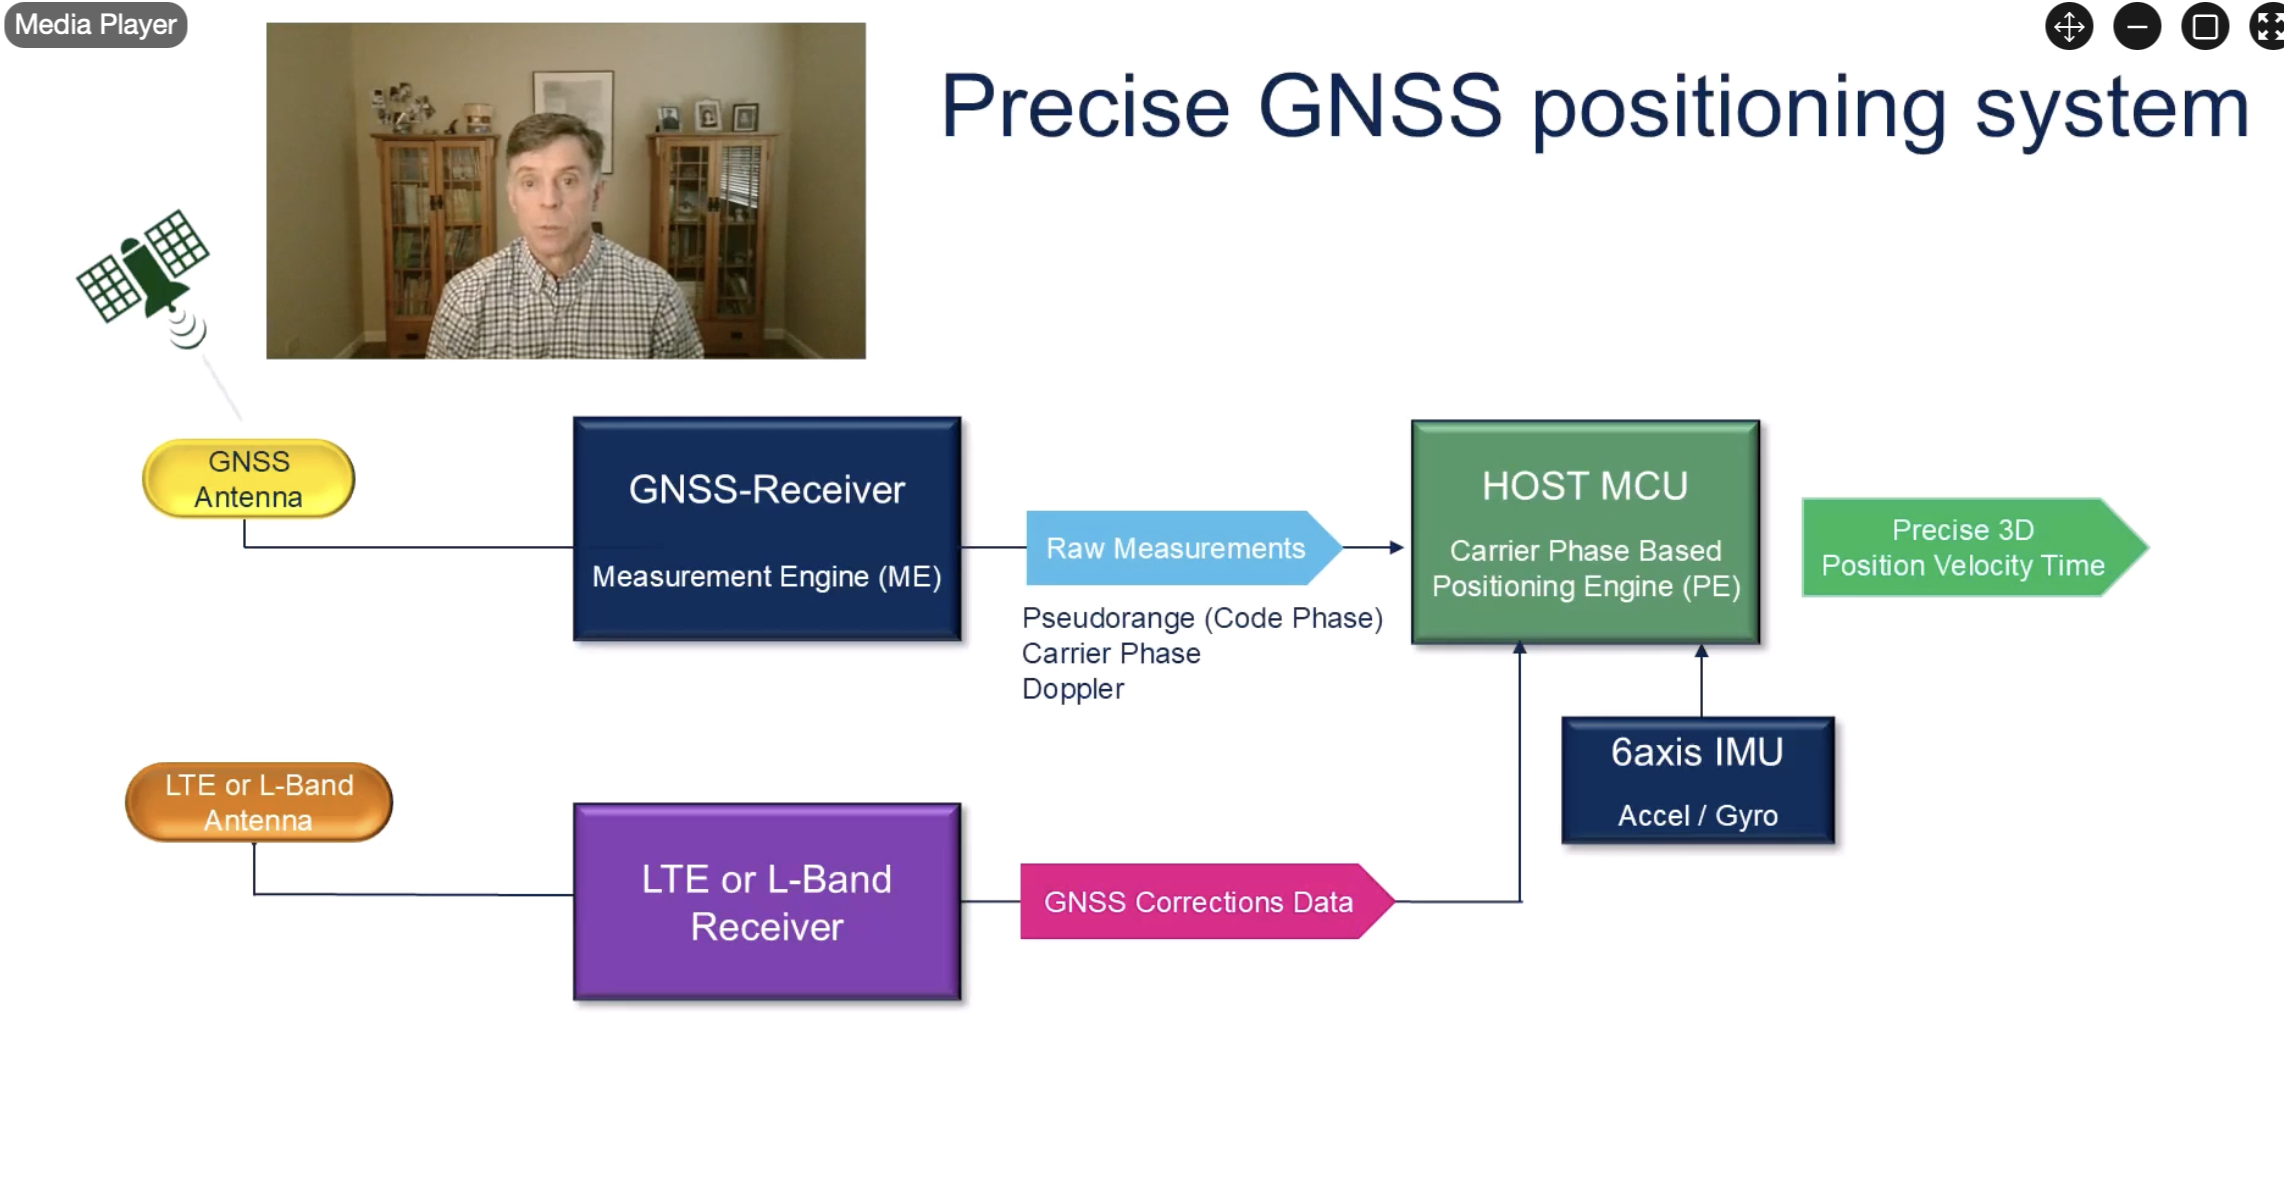 Media Player
Precise GNSS positioning system
GNSS
Antenna
GNSS-Receiver
Measurement Engine (ME)
Raw Measurements
Pseudorange (Code Phase)
Carrier Phase
Doppler
HOST MCU
Carrier Phase Based
Positioning Engine (PE)
Precise 3D
Position Velocity Time
6axis IMU
Accel / Gyro
LTE or L-Band
Antenna
LTE or L-Band
Receiver
GNSS Corrections Data